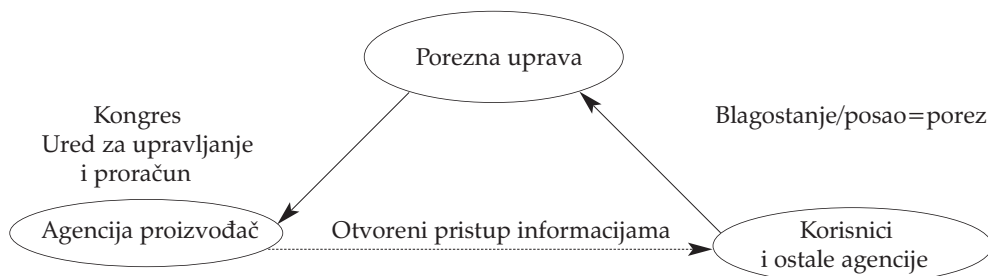 Porezna uprava
Kongres
Ured za upravljanje
i proračun
Blagostanje/posao=porez
Agencija proizvođač
Otvoreni pristup informacijama
Korisnici
i ostale agencije